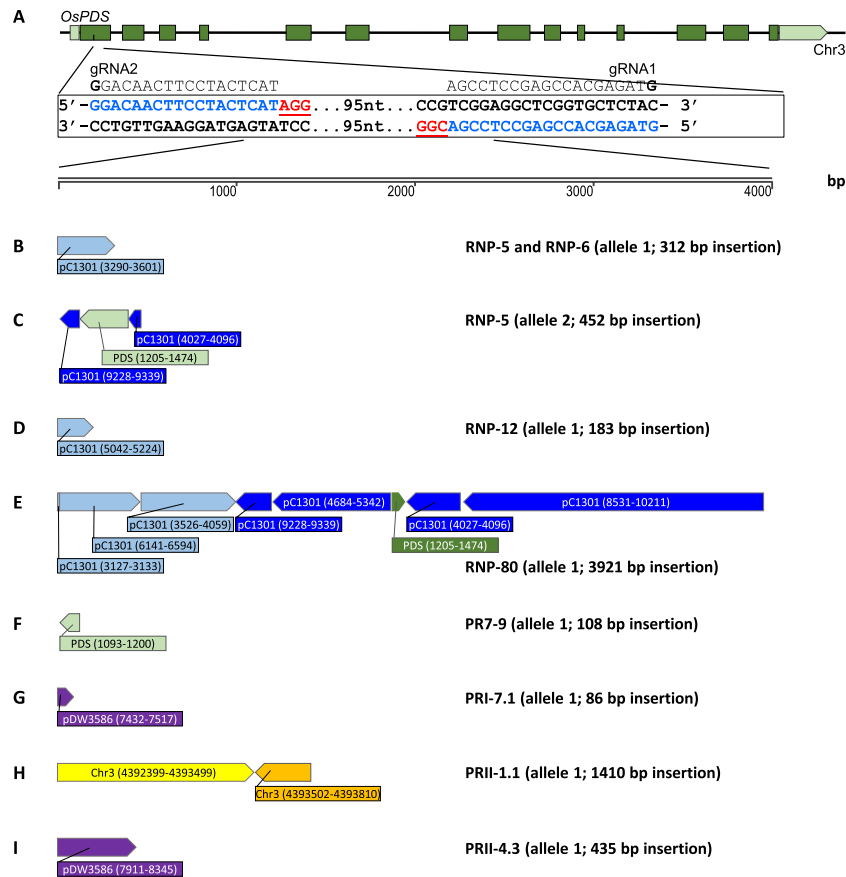 A
OsPDS
Chr3
gRNA2
gRNA1
GGACAACTTCCTACTCAT
AGCCTCCGAGCCACGAGATG
5’ -GGACAACTTCCTACTCATAGG...95nt...CCGTCGGAGGCTCGGTGCTCTAC- 3’
3’ -CCTGTTGAAGGATGAGTATCC...95nt...GGCAGCCTCCGAGCCACGAGATG- 5’
1000
2000
3000
4000
bp
B
RNP-5 and RNP-6 (allele 1; 312 bp insertion)
pC1301 (3290-3601)
C
RNP-5 (allele 2; 452 bp insertion)
pC1301 (4027-4096)
PDS (1205-1474)
pC1301 (9228-9339)
D
RNP-12 (allele 1; 183 bp insertion)
pC1301 (5042-5224)
E
pC1301 (4684-5342)
pC1301 (8531-10211)
pC1301 (3526-4059)
pC1301 (9228-9339)
pC1301 (4027-4096)
pC1301 (6141-6594)
PDS (1205-1474)
pC1301 (3127-3133)
RNP-80 (allele 1; 3921 bp insertion)
F
PR7-9 (allele 1; 108 bp insertion)
PDS (1093-1200)
G
PRI-7.1 (allele 1; 86 bp insertion)
pDW3586 (7432-7517)
H
Chr3 (4392399-4393499)
PRII-1.1 (allele 1; 1410 bp insertion)
Chr3 (4393502-4393810)
I
PRII-4.3 (allele 1; 435 bp insertion)
pDW3586 (7911-8345)